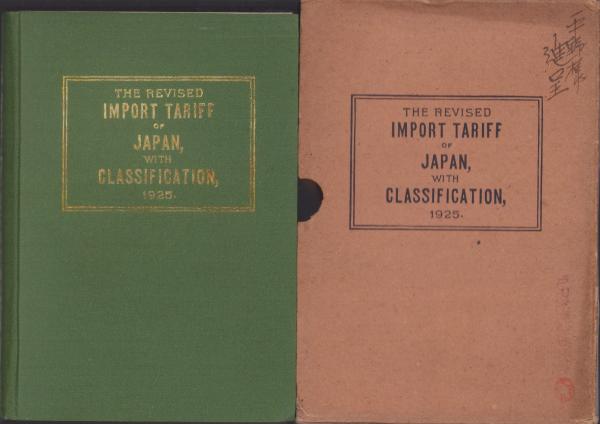 THE REVISED
IMPORT TARIFF
OF
JAPAN,
WITH
CLASSIFICATION,
1925.
THE REVISED
IMPORT TARIFF
OF
JAPAN,
WITH
CLASSIFICATION,
1925.
進呈